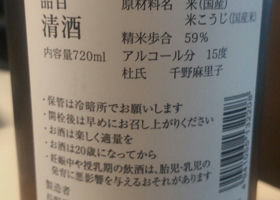 品目 原材料名 米(国産)
清酒 米こうじ(国産米)
精米歩合 59%
内容量720ml アルコール分 15度
杜氏 千野麻里子
・保管は冷暗所でお願いします
・開栓後は早めにお召し上がりください
・お酒は楽しく適量を
・お酒は20歳になってから
・妊娠中や授乳期の飲酒は、胎児・乳児の
発育に悪影響を与えるおそれがあります
製造者